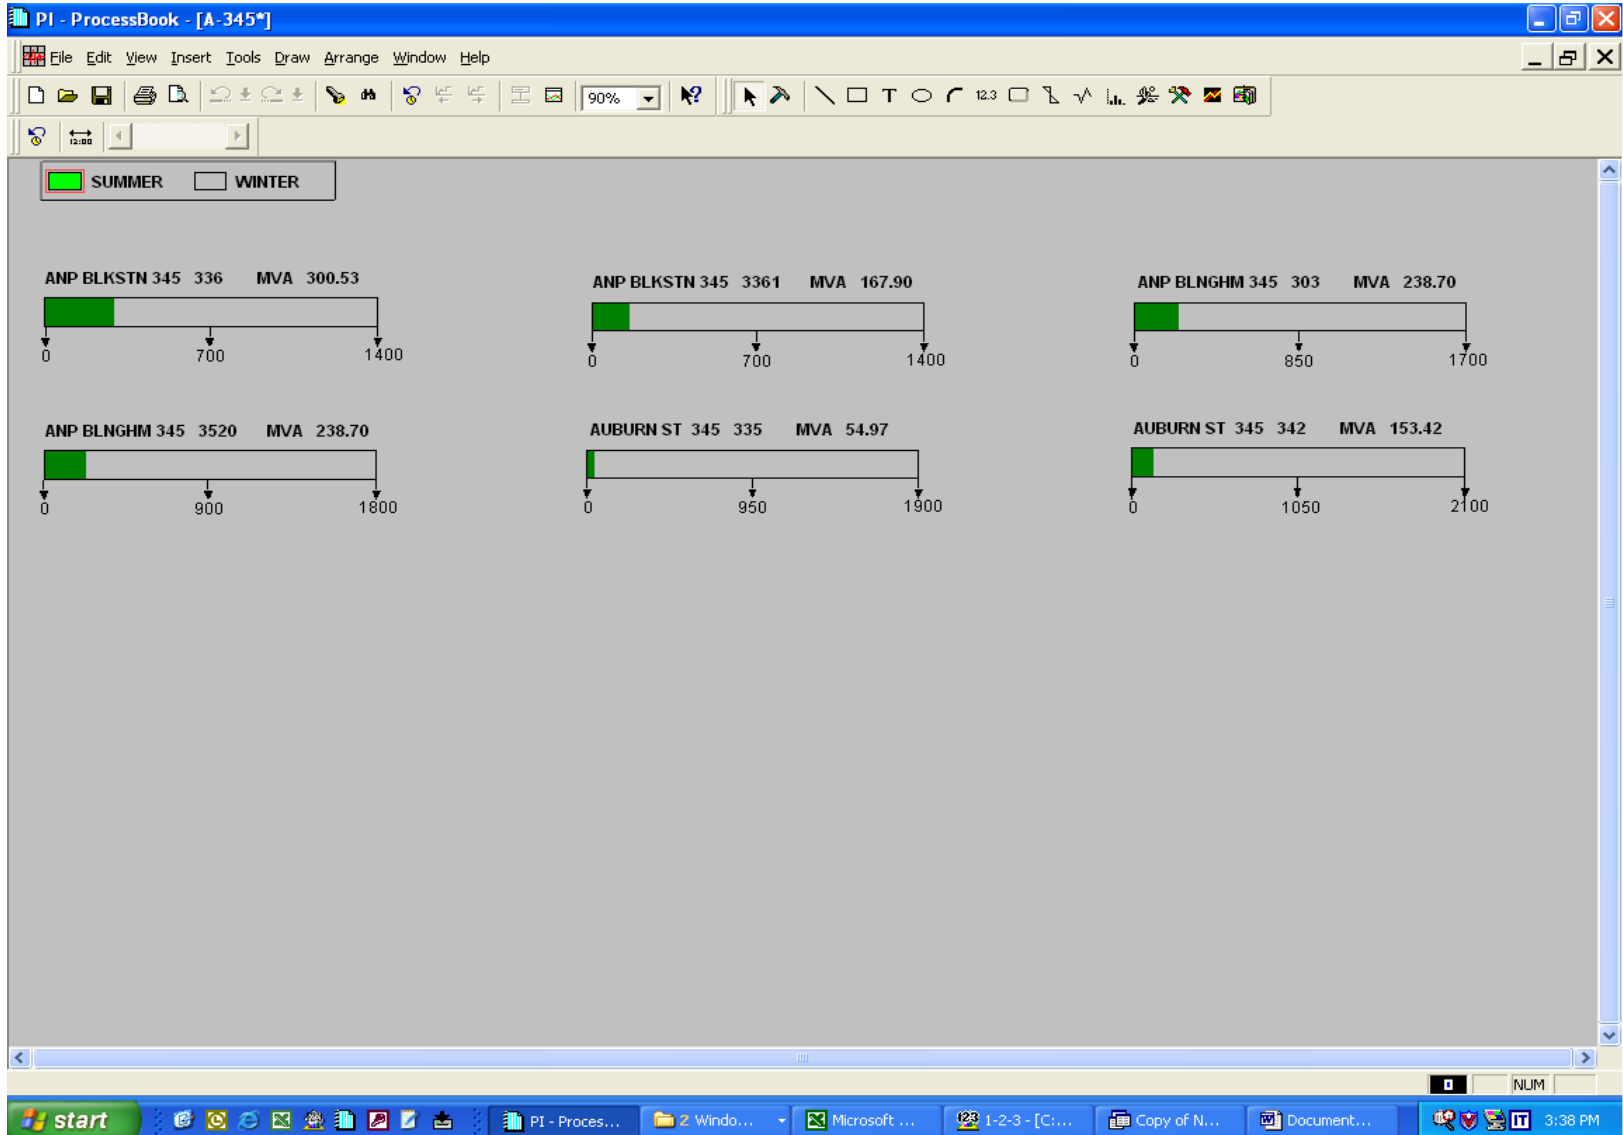 PI - ProcessBook - [A-345*]
File Edit View Insert Tools Draw Arrange Window Help
90% 12.3
12:00
SUMMER WINTER
ANP BLKSTN 345 336 MVA 300.53
0 700 1400
ANP BLKSTN 345 3361 MVA 167.90
0 700 1400
ANP BLNGHM 345 303 MVA 238.70
0 850 1700
ANP BLNGHM 345 3520 MVA 238.70
0 900 1800
AUBURN ST 345 335 MVA 54.97
0 950 1900
AUBURN ST 345 342 MVA 153.42
0 1050 2100
NUM
start PI - Proces... 2 Windo... Microsoft ... 1-2-3 - [C:... Copy of N... Document... IT 3:38 PM